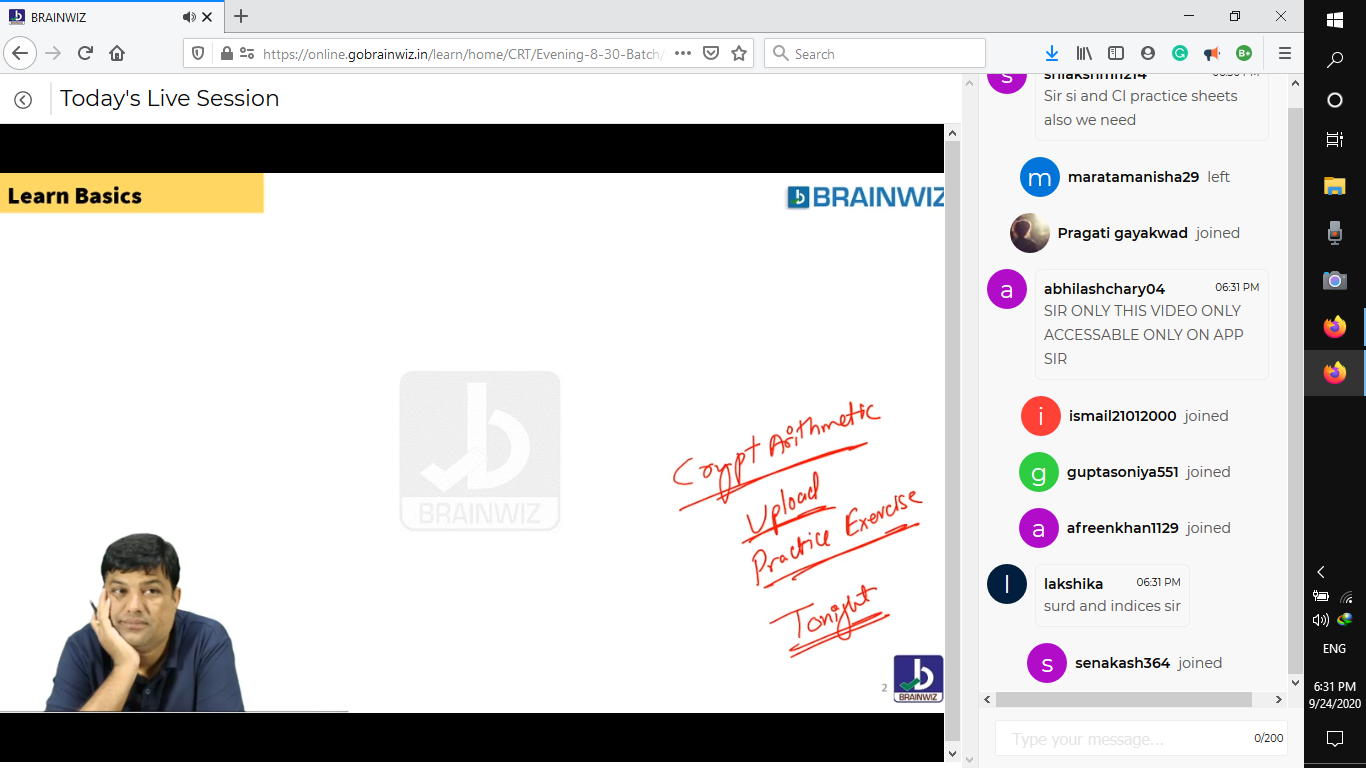 BRAINWIZ
https://online.gobrainwiz.in/learn/home/CRT/Evening-8-30-Batch/
Search
Today's Live Session
Learn Basics
BRAINWIZ
BRAINWIZ
Crypt Arithmetic
Upload
Practice Exercise
Tonight
2
BRAINWIZ
Sir si and CI practice sheets
also we need
m
maratamanisha29 left
Pragati gayakwad joined
a
abhilashchary04 06:31 PM
SIR ONLY THIS VIDEO ONLY
ACCESSABLE ONLY ON APP
SIR
i
ismail21012000 joined
g
guptasoniya551 joined
a
afreenkhan1129 joined
l
lakshika 06:31 PM
surd and indices sir
s
senakash364 joined
Type your message... 0/200
ENG
6:31 PM
9/24/2020